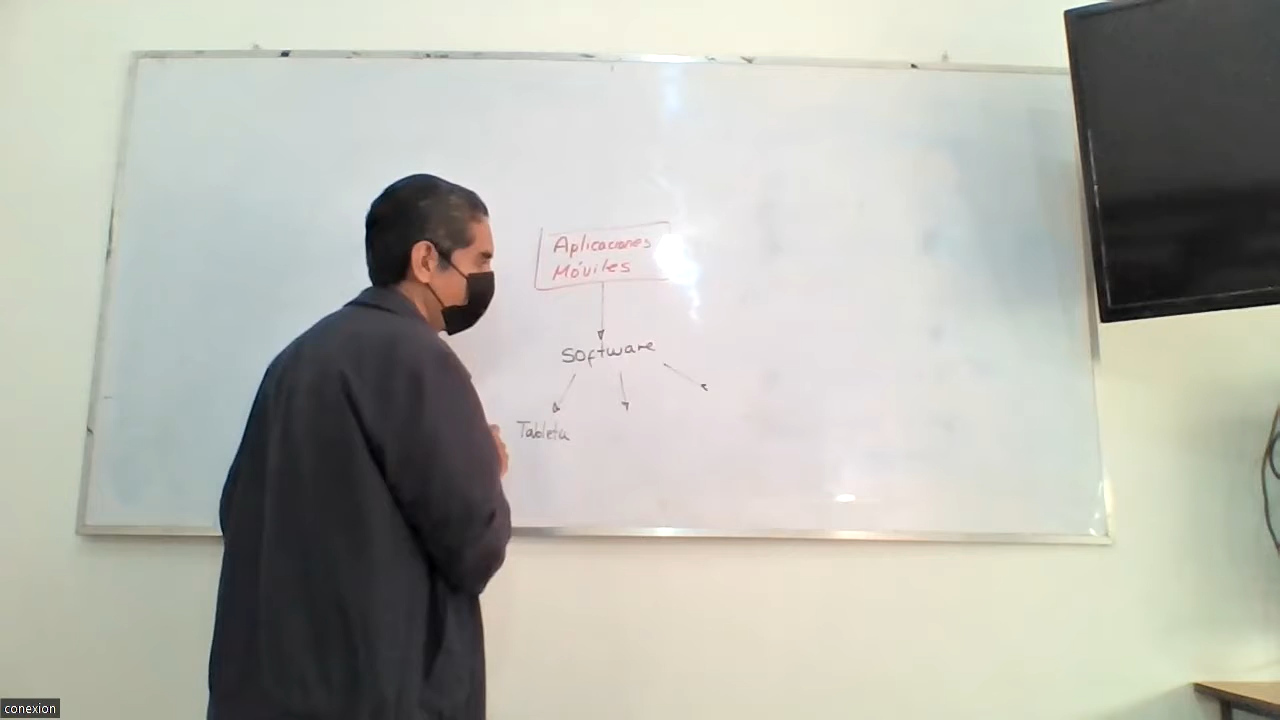 Aplicaciones
Móviles
Software
Tableta
conexion